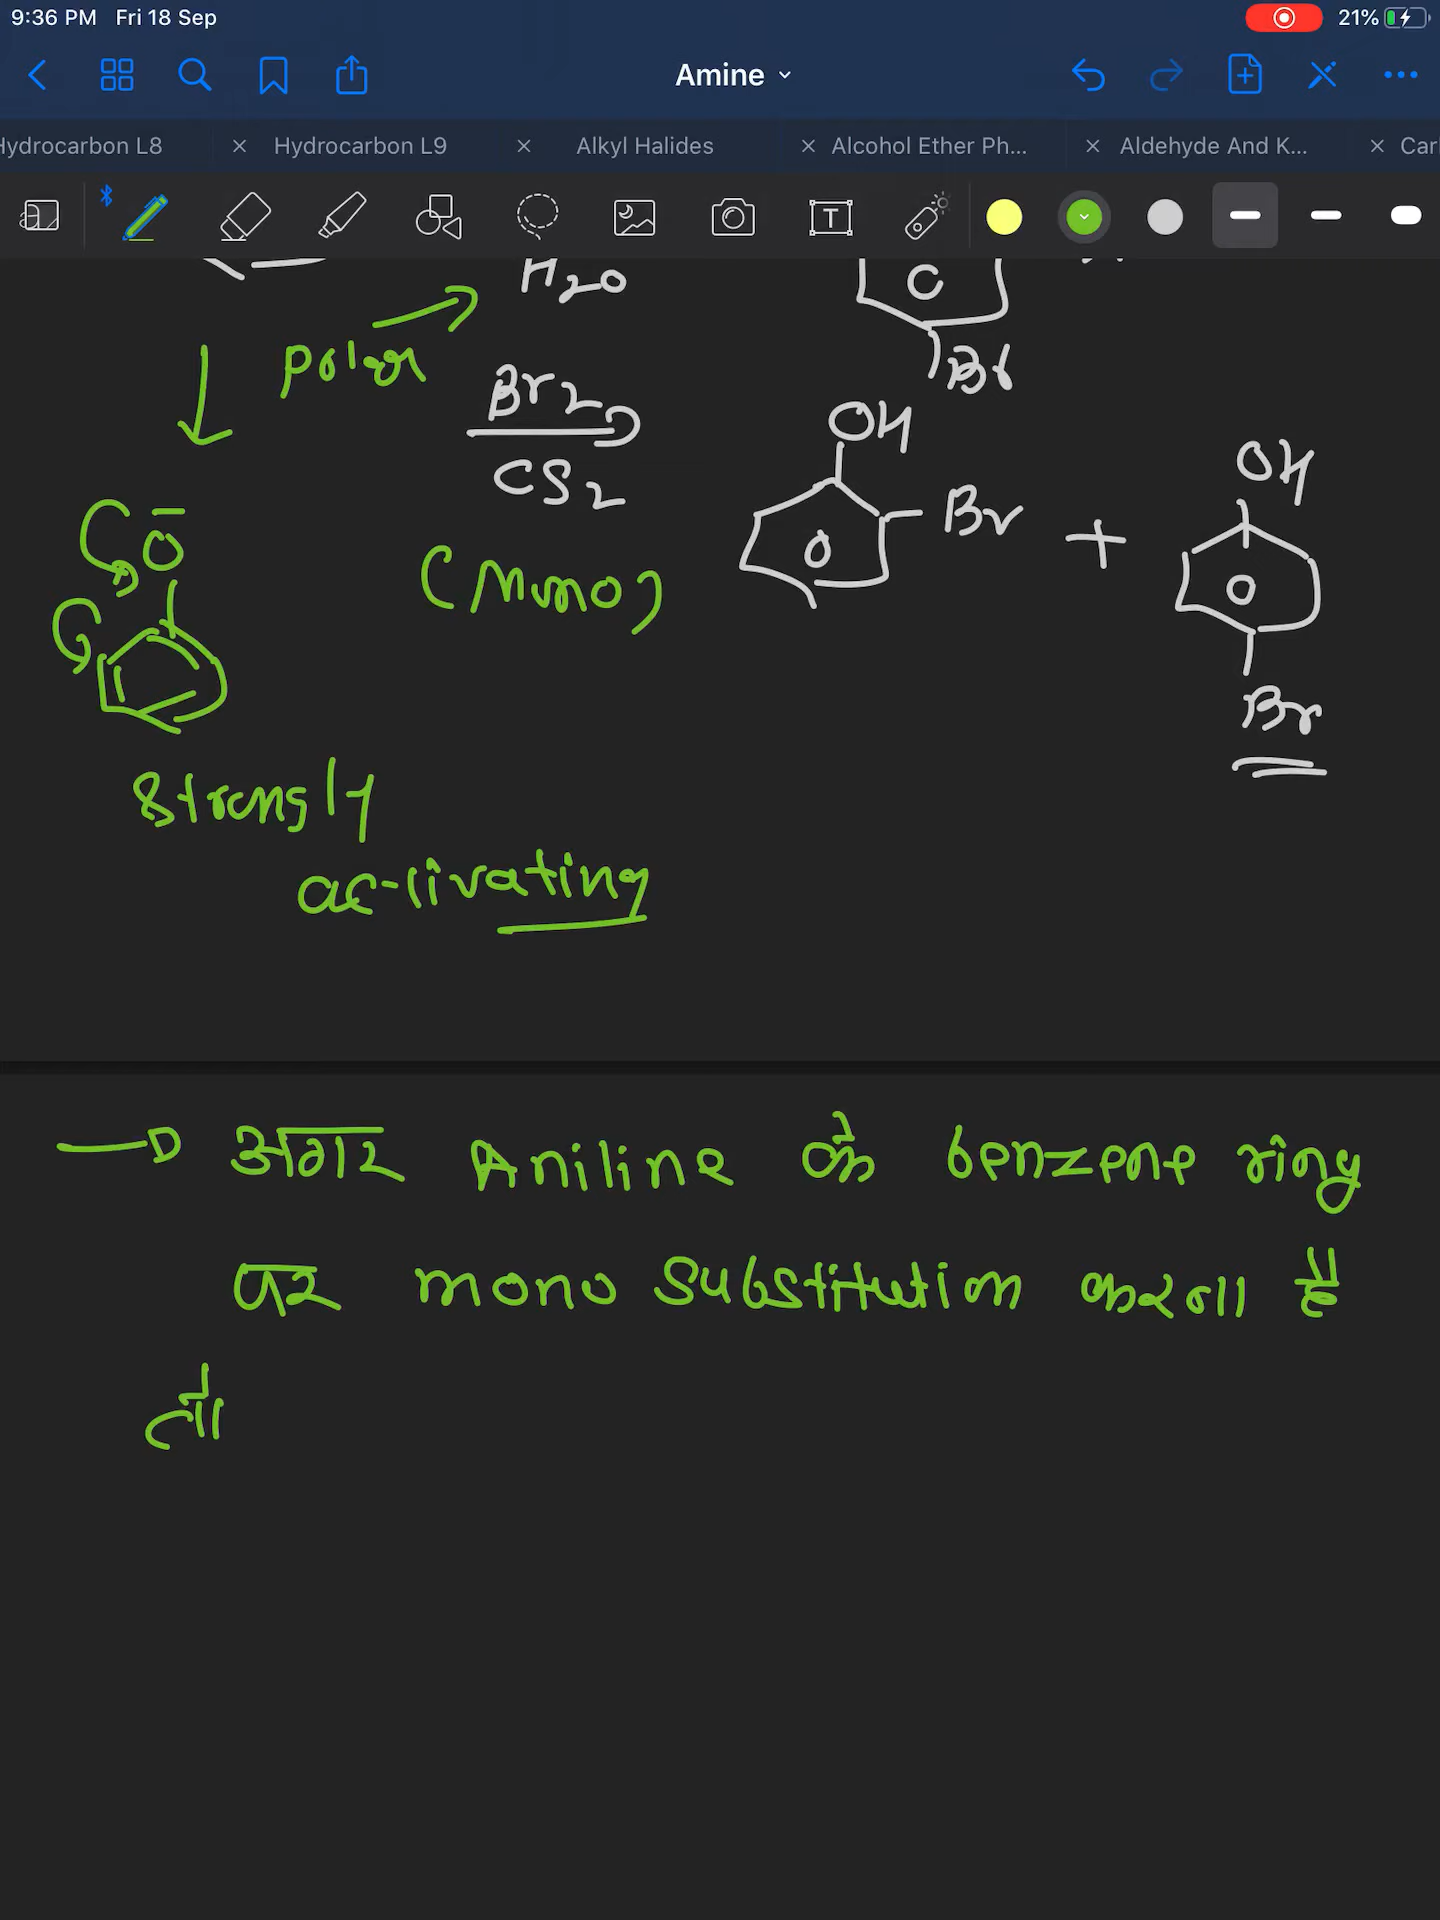 9:36 PM Fri 18 Sep 21%
Amine
Hydrocarbon L8 Hydrocarbon L9 Alkyl Halides Alcohol Ether Ph... Aldehyde And K... Car
T
H2O
C
Polar
Br
Br2
CS2
OH
Br
+
OH
O
O
Br
Ō
(Mono)
Strongly
activating
अगर Aniline के benzene ring
पर mono substitution करना है
तो